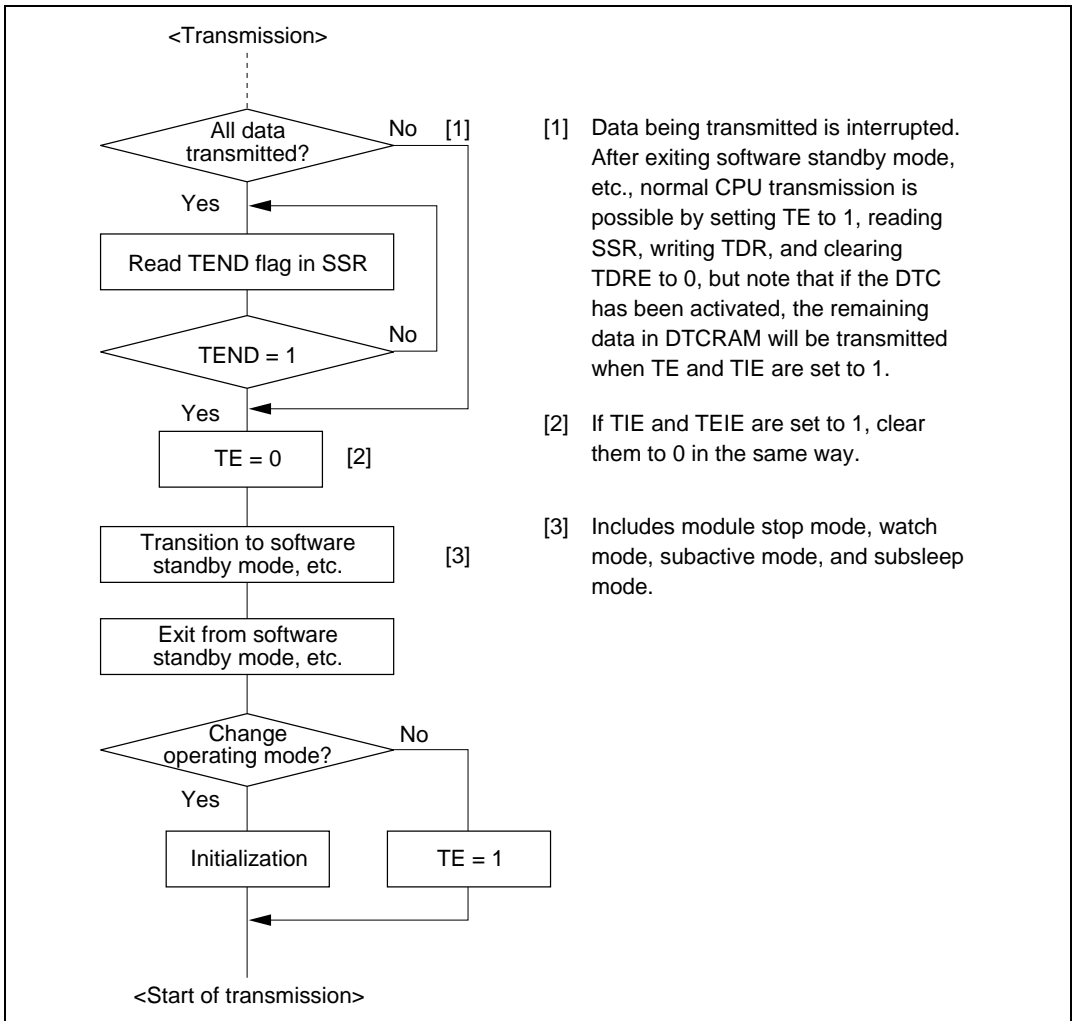 <Transmission>
All data
transmitted?
No
[1]
Yes
Read TEND flag in SSR
TEND = 1
No
Yes
TE = 0
[2]
Transition to software
standby mode, etc.
[3]
Exit from software
standby mode, etc.
Change
operating mode?
No
Yes
Initialization
TE = 1
<Start of transmission>
[1] Data being transmitted is interrupted.
After exiting software standby mode,
etc., normal CPU transmission is
possible by setting TE to 1, reading
SSR, writing TDR, and clearing
TDRE to 0, but note that if the DTC
has been activated, the remaining
data in DTCRAM will be transmitted
when TE and TIE are set to 1.
[2] If TIE and TEIE are set to 1, clear
them to 0 in the same way.
[3] Includes module stop mode, watch
mode, subactive mode, and subsleep
mode.